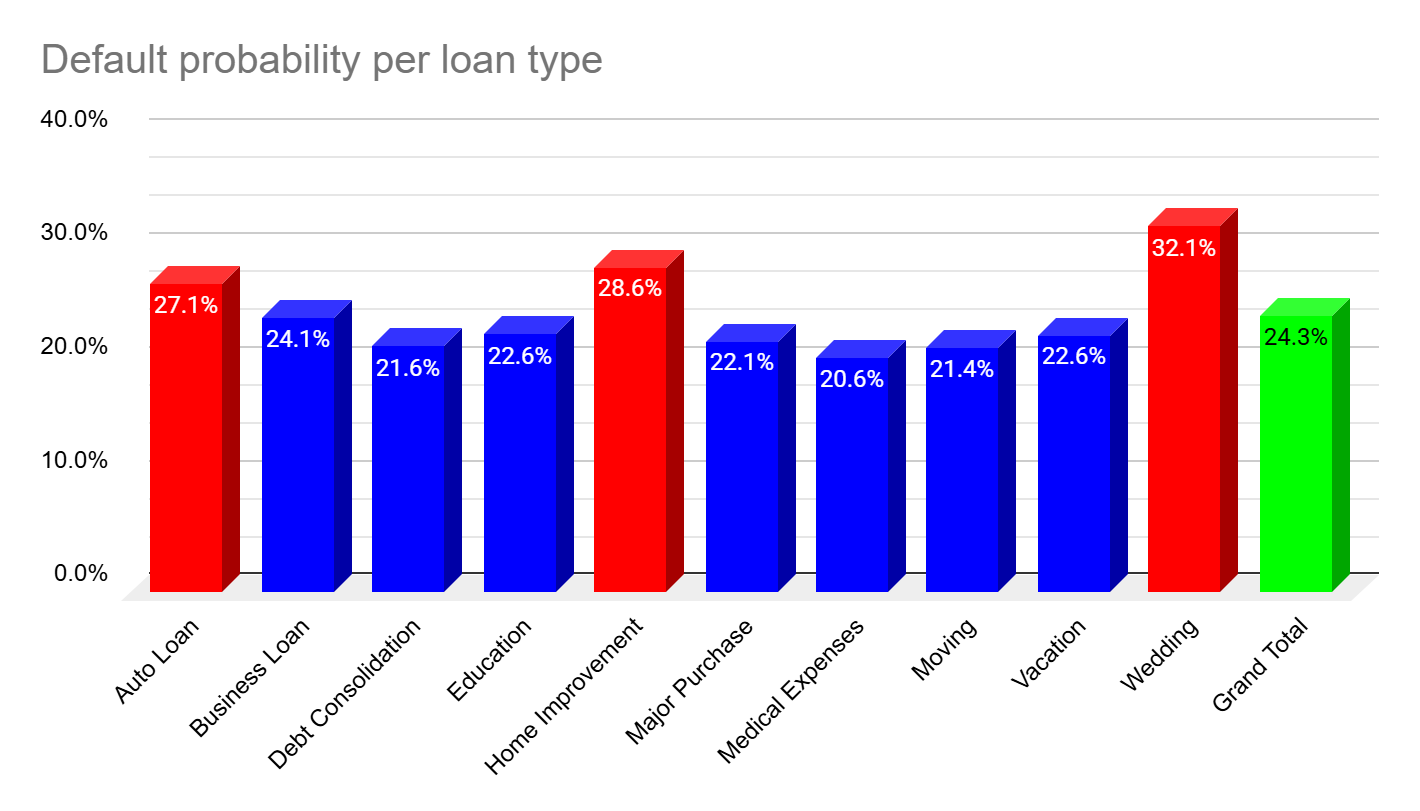 Default probability per loan type
40.0%
30.0%
20.0%
10.0%
0.0%
27.1%
24.1%
21.6%
22.6%
28.6%
22.1%
20.6%
21.4%
22.6%
32.1%
24.3%
Auto Loan
Business Loan
Debt Consolidation
Education
Home Improvement
Major Purchase
Medical Expenses
Moving
Vacation
Wedding
Grand Total